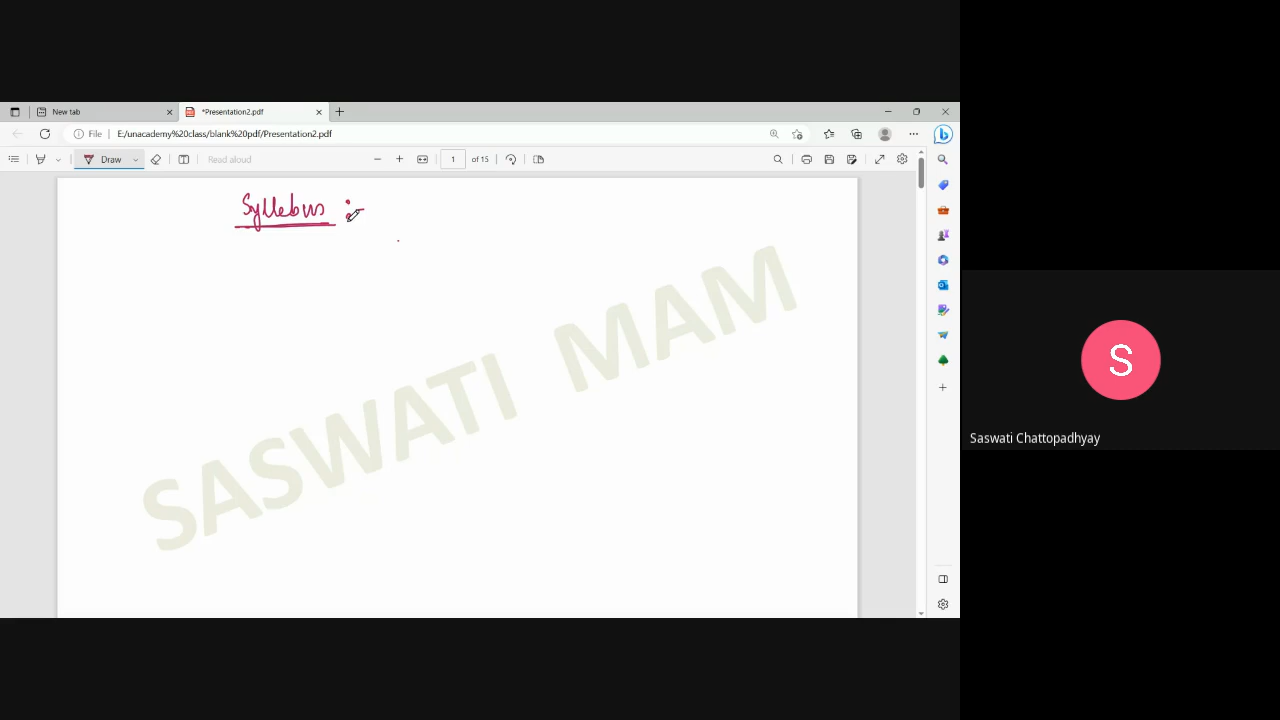 New tab
*Presentation2.pdf
File
E:/unacademy%20class/blank%20pdf/Presentation2.pdf
Draw
Read aloud
1 of 15
Syllebus :-
SASWATI MAM
S
Saswati Chattopadhyay